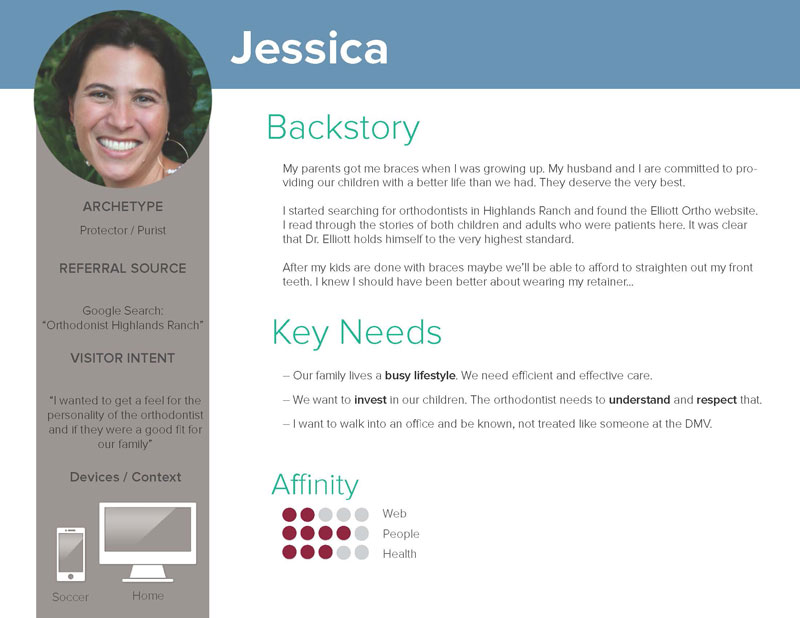 Jessica
ARCHETYPE
Protector / Purist
REFERRAL SOURCE
Google Search:
“Orthodonist Highlands Ranch”
VISITOR INTENT
“I wanted to get a feel for the
personality of the orthodontist
and if they were a good fit for
our family”
Devices / Context
Soccer
Home
Backstory
My parents got me braces when I was growing up. My husband and I are committed to pro-
viding our children with a better life than we had. They deserve the very best.
I started searching for orthodontists in Highlands Ranch and found the Elliott Ortho website.
I read through the stories of both children and adults who were patients here. It was clear
that Dr. Elliott holds himself to the very highest standard.
After my kids are done with braces maybe we’ll be able to afford to straighten out my front
teeth. I knew I should have been better about wearing my retainer...
Key Needs
– Our family lives a busy lifestyle. We need efficient and effective care.
– We want to invest in our children. The orthodontist needs to understand and respect that.
– I want to walk into an office and be known, not treated like someone at the DMV.
Affinity
Web
People
Health